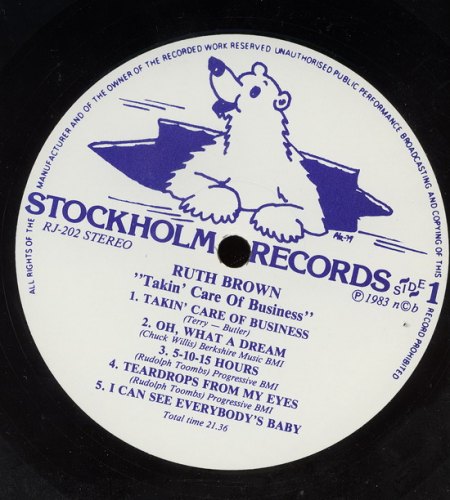 ALL RIGHTS OF THE MANUFACTURER AND OF THE OWNER OF THE RECORDED WORK RESERVED UNAUTHORISED PUBLIC PERFORMANCE BROADCASTING AND COPYING OF THIS RECORD PROHIBITED
AK-79
STOCKHOLM RECORDS
RJ-202 STEREO
SIDE 1
℗ 1983 n©b
RUTH BROWN
"Takin' Care Of Business"
1. TAKIN' CARE OF BUSINESS
(Terry – Butler)
2. OH, WHAT A DREAM
(Chuck Willis) Berkshire Music BMI
3. 5-10-15 HOURS
(Rudolph Toombs) Progressive BMI
4. TEARDROPS FROM MY EYES
(Rudolph Toombs) Progressive BMI
5. I CAN SEE EVERYBODY'S BABY
Total time 21.36